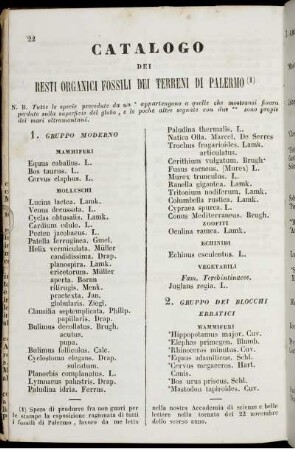 22
CATALOGO
DEI
RESTI ORGANICI FOSSILI DEI TERRENI DI PALERMO (1)
N. B. Tutte le specie precedute da un * appartengono a quelle che mostransi finora
perdute sulla superficie del globo, e le poche altre segnate con due ** sono proprie
dei mari oltremontani.
1. GRUPPO MODERNO
MAMMIFERI
Equus caballus. L.
Bos taurus. L.
Cervus elaphus. L.
MOLLUSCHI
Lucina lactea. Lamk.
Venus decussata. L.
Cyclas obtusalis. Lamk.
Cardium edule. L.
Pecten jacobaeus. L.
Patella ferruginea, Gmel.
Helix vermiculata. Müller
candidissima. Drap.
planospira. Lamk.
cricetorum. Müller
aperta. Born
rilirugis. Menk.
praetexta. Jan.
globularis. Ziegl.
Clausilia septemplicata. Philip.
papillaris. Drap.
Bulimus decollatus. Brugh.
acutus.
pupa.
Bulimus folliculus. Calc.
Cyclostoma elegans. Drap.
sulcatum.
Planorbis complanatus. L.
Lymnaeus palustris. Drap.
Paludina idria. Ferrus.
Paludina thermalis. L.
Natica Olla. Marcel. De Serres
Trochus fragarioides. Lamk.
articulatus.
Cerithium vulgatum. Brugh.
Fusus corneus. (Murex) L.
Murex trunculus. L.
Ranella gigantea. Lamk.
Tritonium nodiferum. Lamk.
Columbella rustica. Lamk.
Cypraea spurca. L.
Conus Mediterraneus. Brugh.
ZOOFITI
Oculina ramea. Lamk.
ECHINIDI
Echinus esculentus. L.
VEGETABILI
Fam. Terebintacee.
Juglans regia. L.
2. GRUPPO DEI BLOCCHI
ERRATICI
MAMMIFERI
*Hippopotamus major. Cuv.
*Elephas primegen. Blumb.
*Rhinoceros minutus. Cuv.
*Equus adamiticus. Schl.
*Cervus megaceros. Hart.
Canis.
*Bos urus priscus. Schl.
*Mastodon tapiroides. Cuv.
(1) Spero di produrre fra non guari per
le stampe la esposizione ragionata di tutti
i fossili di Palermo, lavoro da me letto
nella nostra Accademia di scienze e belle
lettere nella tornata del 22 novembre
dello scorso anno.